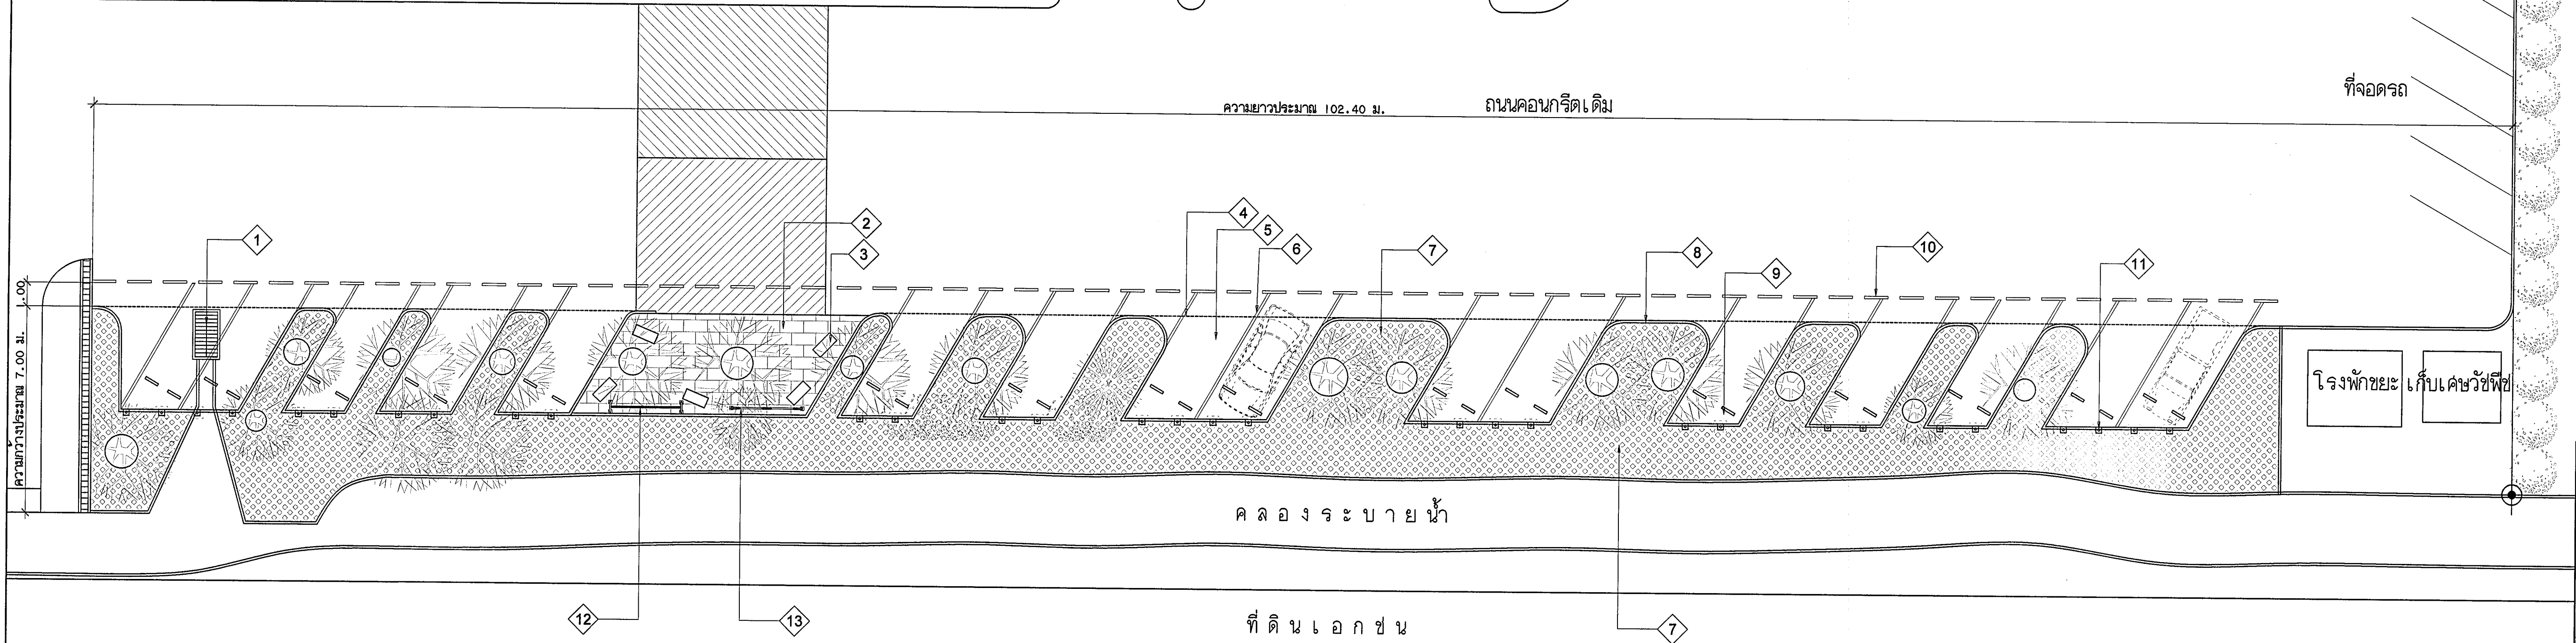 ที่จอดรถ
ความยาวประมาณ 102.40 ม.
ถนนคอนกรีตเดิม
1
2
3
4
5
6
7
8
9
10
11
1.00
ความกว้างประมาณ 7.00 ม.
โรงพักขยะ
เก็บเศษวัชพืช
คลองระบายน้ำ
12
13
ที่ดินเอกชน
7